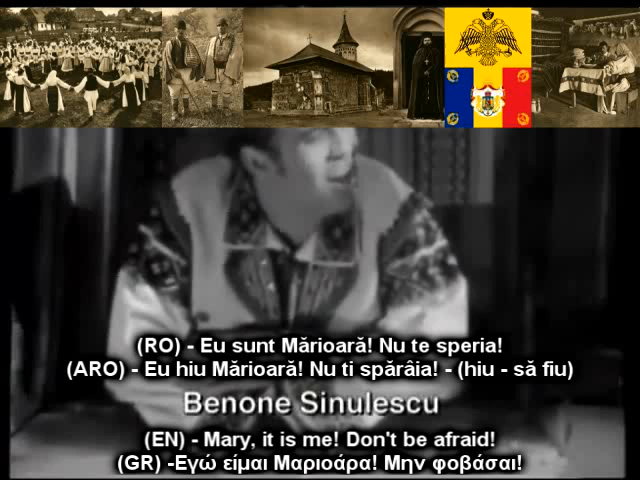 (RO) - Eu sunt Mărioară! Nu te speria!
(ARO) - Eu hiu Mărioară! Nu ti spărâia! - (hiu - să fiu)
Benone Sinulescu
(EN) - Mary, it is me! Don't be afraid!
(GR) -Εγώ είμαι Μαριοάρα! Μην φοβάσαι!